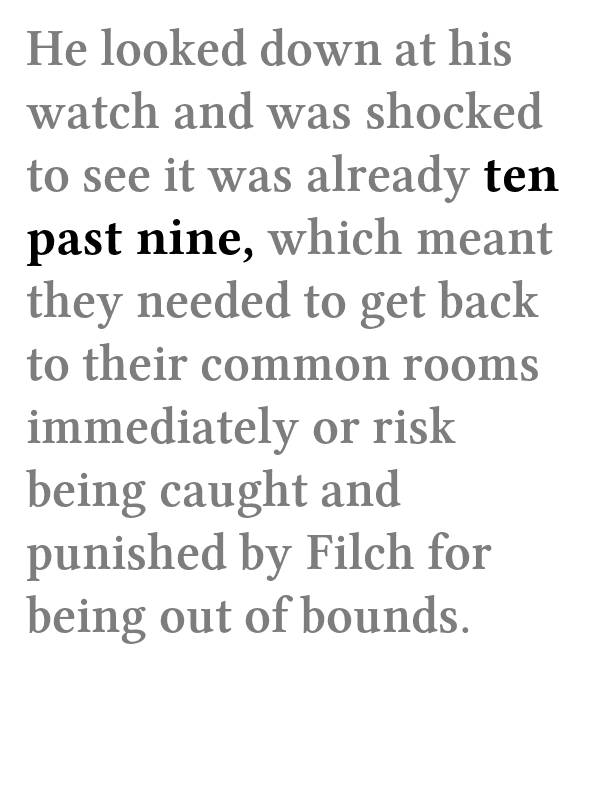 He looked down at his
watch and was shocked
to see it was already ten
past nine, which meant
they needed to get back
to their common rooms
immediately or risk
being caught and
punished by Filch for
being out of bounds.